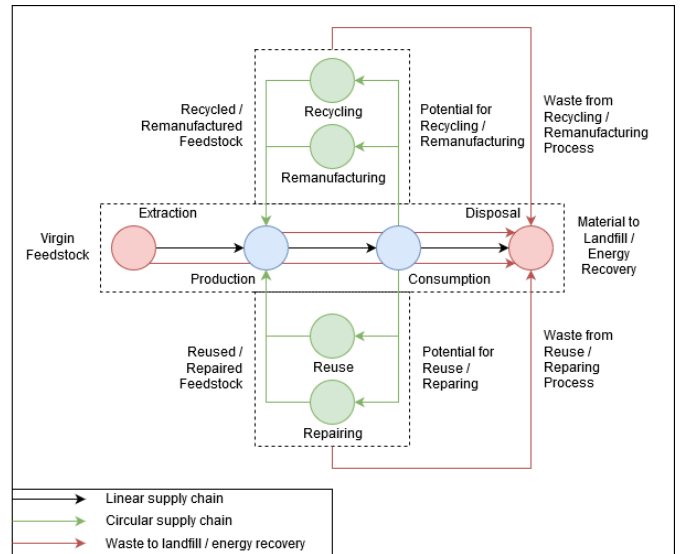 Recycling
Recycled /
Remanufactured
Feedstock
Potential for
Recycling /
Remanufacturing
Waste from
Recycling /
Remanufacturing
Process
Remanufacturing
Extraction
Disposal
Virgin
Feedstock
Material to
Landfill /
Energy
Recovery
Production
Consumption
Reused /
Repaired
Feedstock
Reuse
Potential for
Reuse /
Reparing
Waste from
Reuse /
Reparing
Process
Repairing
Linear supply chain
Circular supply chain
Waste to landfill / energy recovery